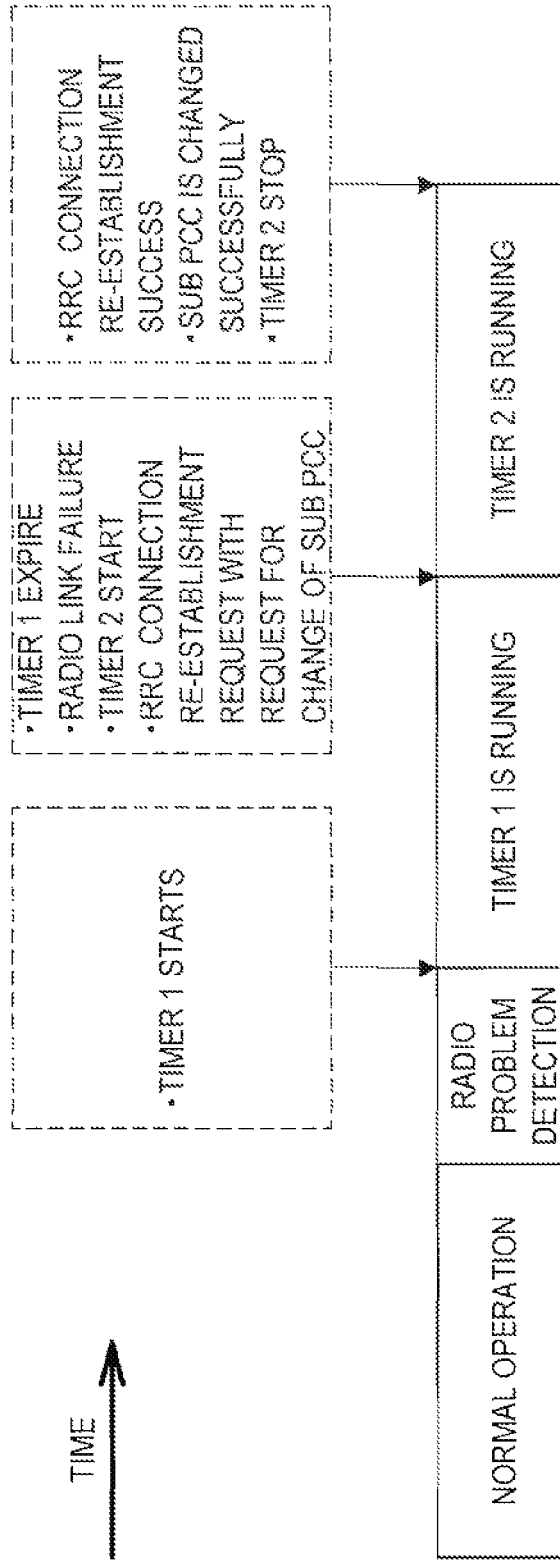 TIME
• TIMER 1 STARTS
• TIMER 1 EXPIRE
• RADIO LINK FAILURE
• TIMER 2 START
• RRC CONNECTION
RE-ESTABLISHMENT
REQUEST WITH
REQUEST FOR
CHANGE OF SUB PCC
• RRC CONNECTION
RE-ESTABLISHMENT
SUCCESS
• SUB PCC IS CHANGED
SUCCESSFULLY
• TIMER 2 STOP
NORMAL OPERATION
RADIO
PROBLEM
DETECTION
TIMER 1 IS RUNNING
TIMER 2 IS RUNNING